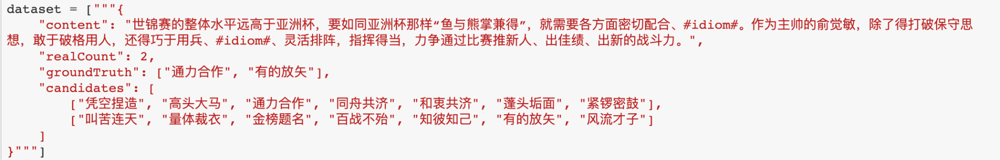 dataset = ["""{
    "content": "世锦赛的整体水平远高于亚洲杯，要如同亚洲杯那样“鱼与熊掌兼得”，就需要各方面密切配合、#idiom#。作为主帅的俞觉敏，除了得打破保守思
想，敢于破格用人，还得巧于用兵、#idiom#、灵活排阵，指挥得当，力争通过比赛推新人、出佳绩、出新的战斗力。",
    "realCount": 2,
    "groundTruth": ["通力合作", "有的放矢"],
    "candidates": [
        ["凭空捏造", "高头大马", "通力合作", "同舟共济", "和衷共济", "蓬头垢面", "紧锣密鼓"],
        ["叫苦连天", "量体裁衣", "金榜题名", "百战不殆", "知彼知己", "有的放矢", "风流才子"]
    ]
}"""]